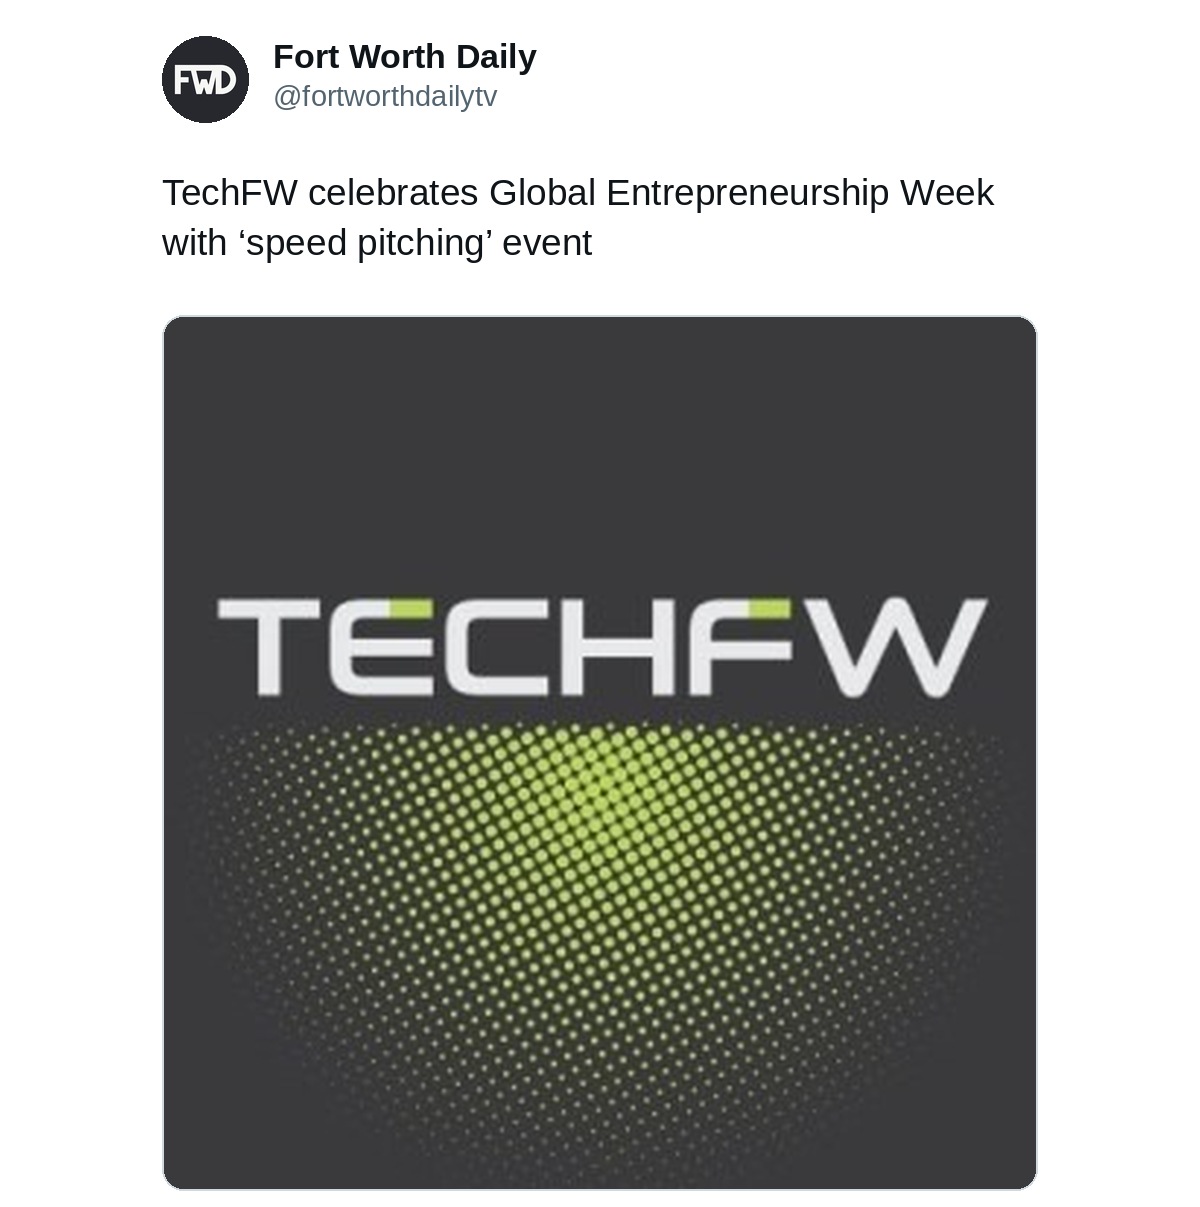 FWD
Fort Worth Daily
@fortworthdailytv
TechFW celebrates Global Entrepreneurship Week
with ‘speed pitching’ event
TECHFW